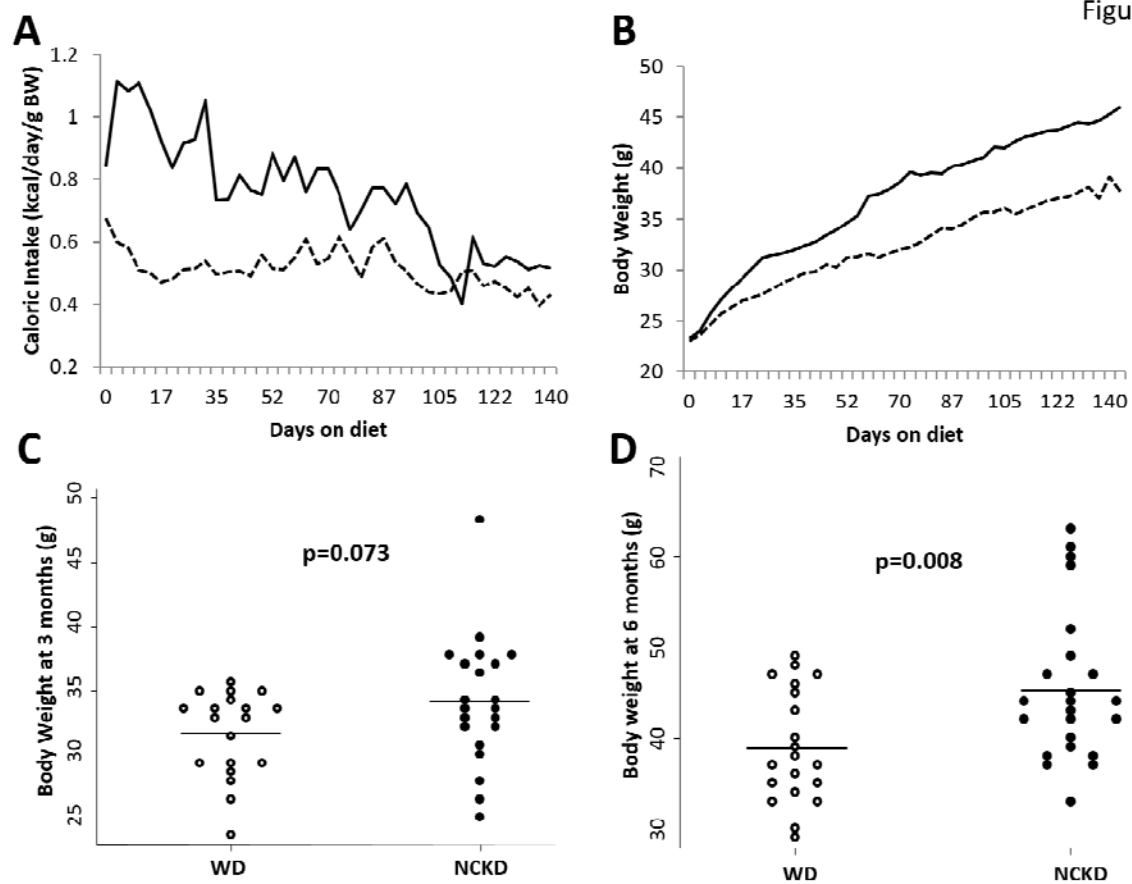 Figu
A
Caloric Intake (kcal/day/g BW)
1.2
1
0.8
0.6
0.4
0.2
0 17 35 52 70 105 122 140
Days on diet
B
Body Weight (g)
50
45
40
35
30
25
20
0 17 35 52 70 87 105 122 140
Days on diet
C
Body Weight at 3 months (g)
50
45
40
35
30
25
p=0.073
WD NCKD
D
Body weight at 6 months (g)
70
60
50
40
30
p=0.008
WD NCKD